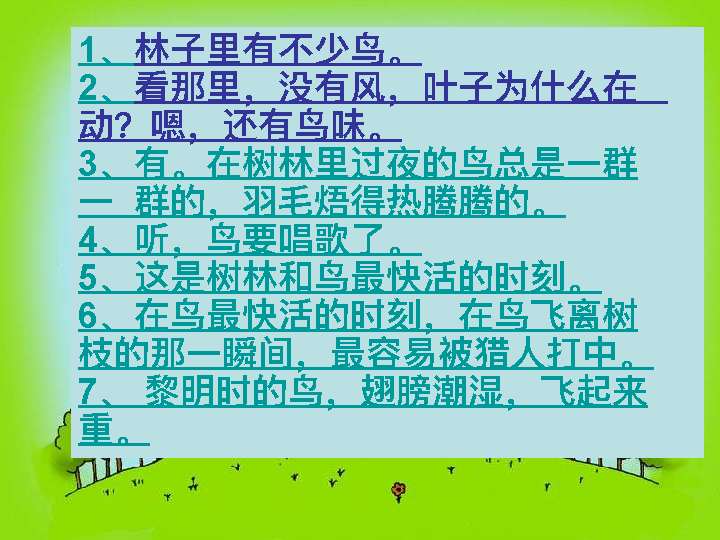 1、林子里有不少鸟。
2、看那里，没有风，叶子为什么在
动？嗯，还有鸟味。
3、有。在树林里过夜的鸟总是一群
一 群的，羽毛焐得热腾腾的。
4、听，鸟要唱歌了。
5、这是树林和鸟最快活的时刻。
6、在鸟最快活的时刻，在鸟飞离树
枝的那一瞬间，最容易被猎人打中。
7、 黎明时的鸟，翅膀潮湿，飞起来
重。